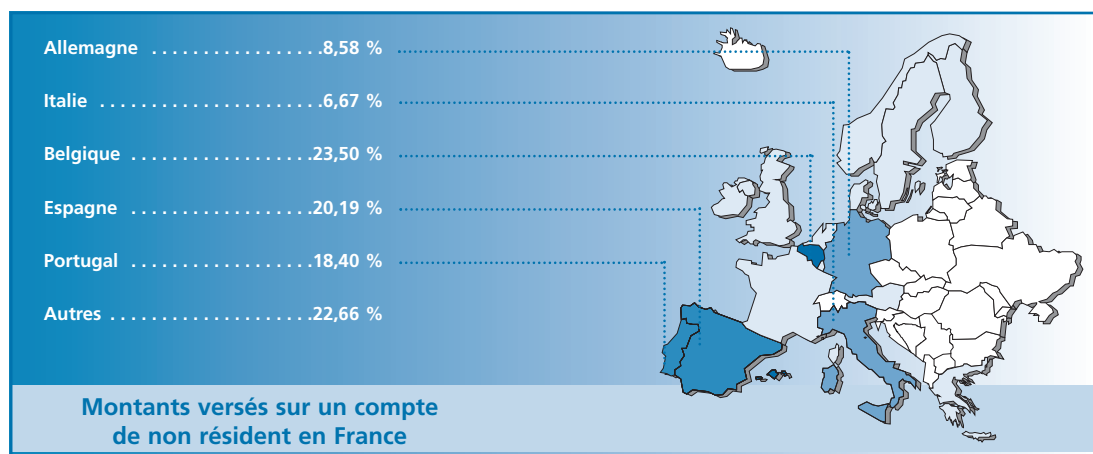 Allemagne . . . . . . . . . . . . . . . . . .8,58 %
Italie . . . . . . . . . . . . . . . . . . . . . . .6,67 %
Belgique . . . . . . . . . . . . . . . . . . .23,50 %
Espagne . . . . . . . . . . . . . . . . . . . .20,19 %
Portugal . . . . . . . . . . . . . . . . . . .18,40 %
Autres . . . . . . . . . . . . . . . . . . . . .22,66 %
Montants versés sur un compte
de non résident en France